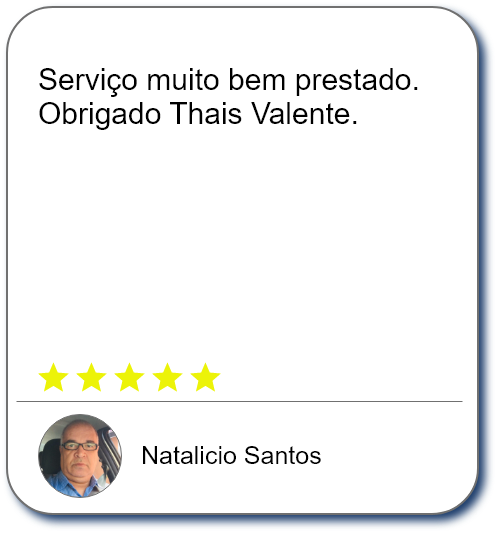 Serviço muito bem prestado.
Obrigado Thais Valente.
Natalicio Santos